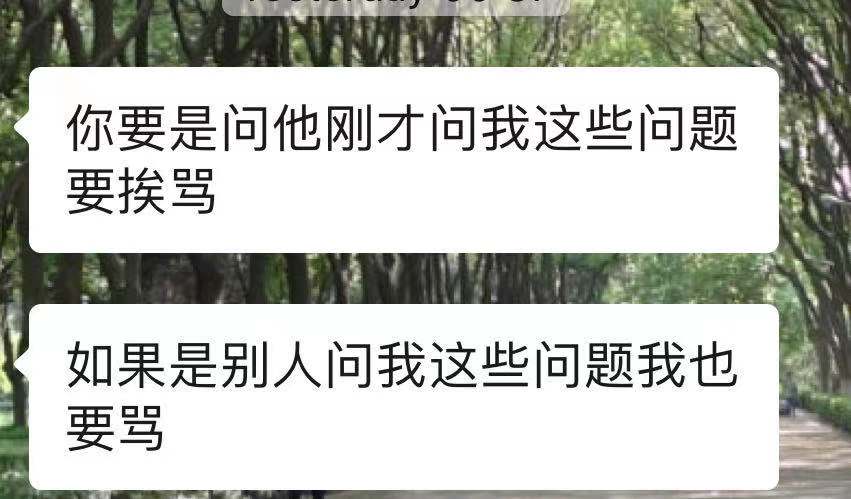 你要是问他刚才问我这些问题
要挨骂
如果是别人问我这些问题我也
要骂